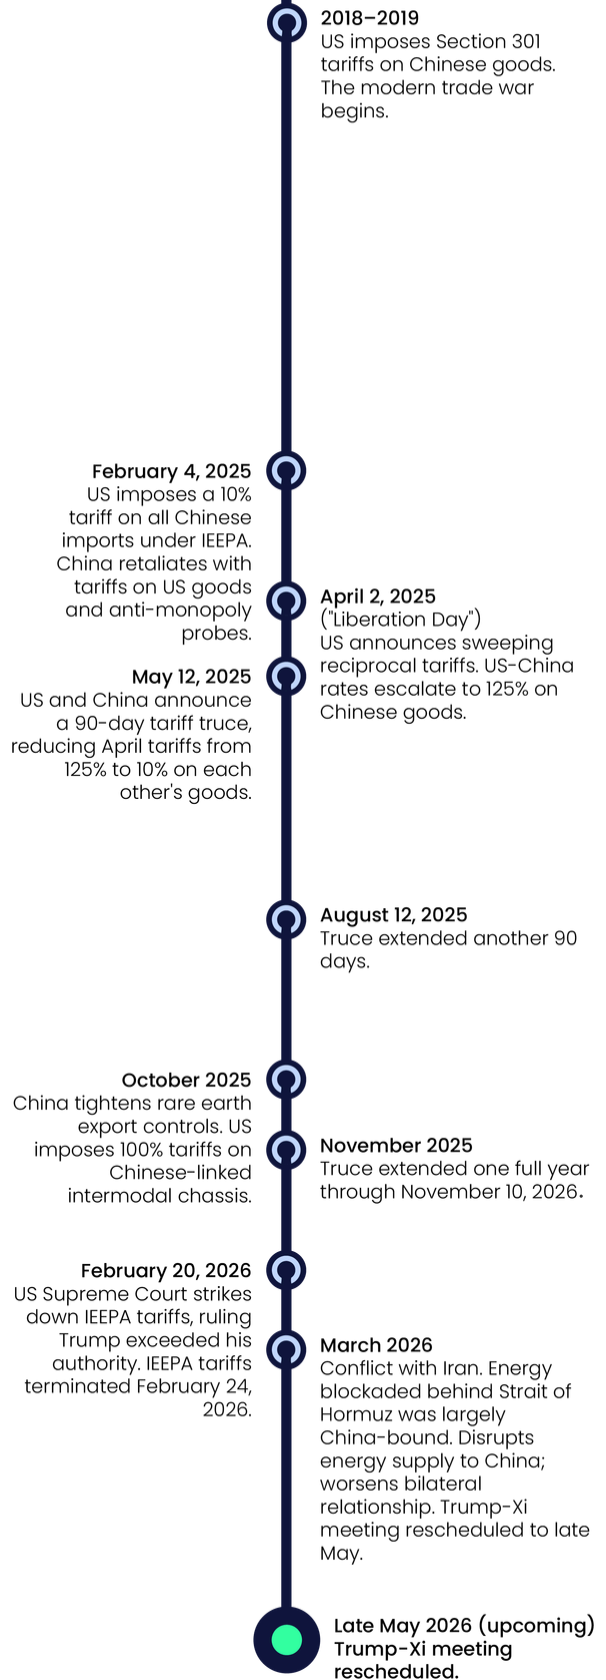 2018–2019
US imposes Section 301
tariffs on Chinese goods.
The modern trade war
begins.
February 4, 2025
US imposes a 10%
tariff on all Chinese
imports under IEEPA.
China retaliates with
tariffs on US goods
and anti-monopoly
probes.
April 2, 2025
("Liberation Day")
US announces sweeping
reciprocal tariffs. US-China
rates escalate to 125% on
Chinese goods.
May 12, 2025
US and China announce
a 90-day tariff truce,
reducing April tariffs from
125% to 10% on each
other's goods.
August 12, 2025
Truce extended another 90
days.
October 2025
China tightens rare earth
export controls. US
imposes 100% tariffs on
Chinese-linked
intermodal chassis.
November 2025
Truce extended one full year
through November 10, 2026.
February 20, 2026
US Supreme Court strikes
down IEEPA tariffs, ruling
Trump exceeded his
authority. IEEPA tariffs
terminated February 24,
2026.
March 2026
Conflict with Iran. Energy
blockaded behind Strait of
Hormuz was largely
China-bound. Disrupts
energy supply to China;
worsens bilateral
relationship. Trump-Xi
meeting rescheduled to late
May.
Late May 2026 (upcoming)
Trump-Xi meeting
rescheduled.